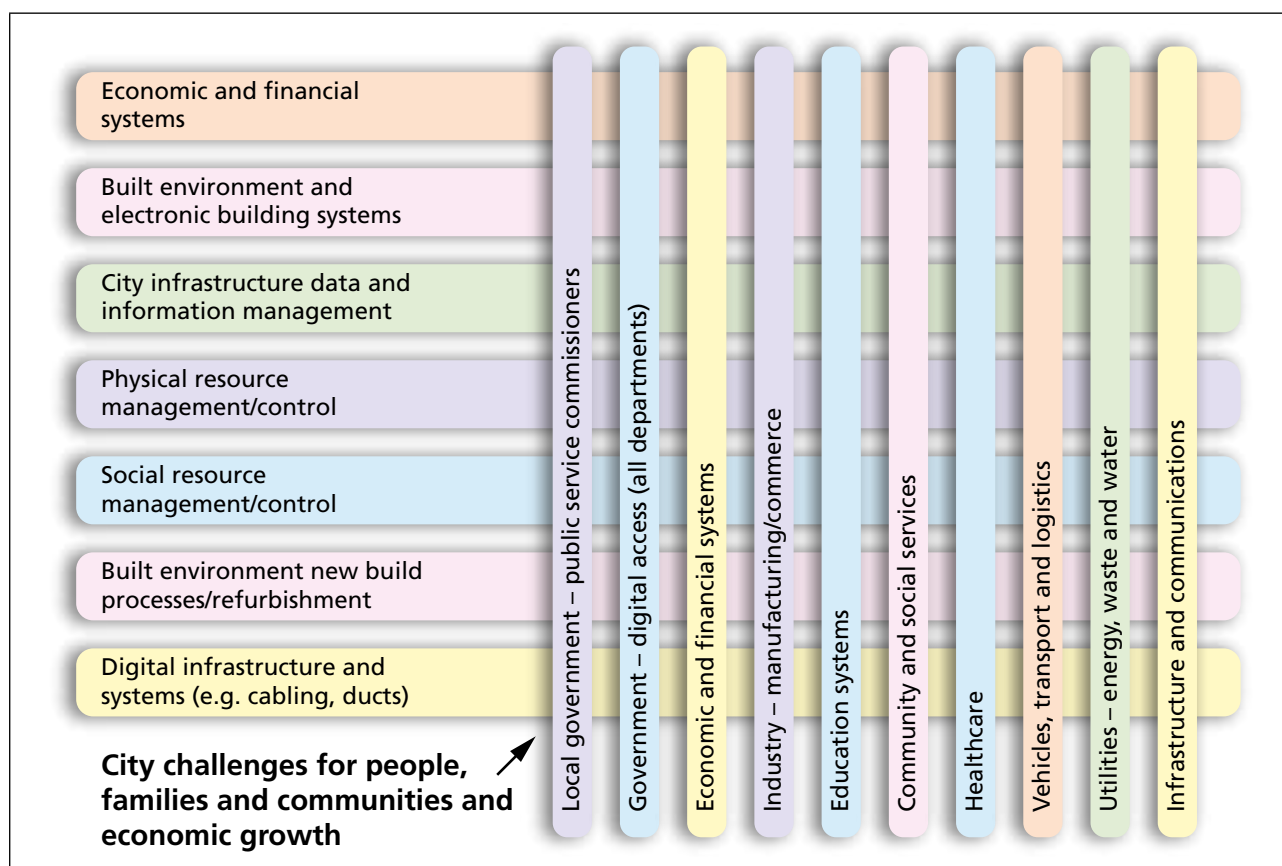 Economic and financial
systems
Built environment and
electronic building systems
City infrastructure data and
information management
Physical resource
management/control
Social resource
management/control
Built environment new build
processes/refurbishment
Digital infrastructure and
systems (e.g. cabling, ducts)
City challenges for people,
families and communities and
economic growth
Local government – public service commissioners
Government – digital access (all departments)
Economic and financial systems
Industry – manufacturing/commerce
Education systems
Community and social services
Healthcare
Vehicles, transport and logistics
Utilities – energy, waste and water
Infrastructure and communications